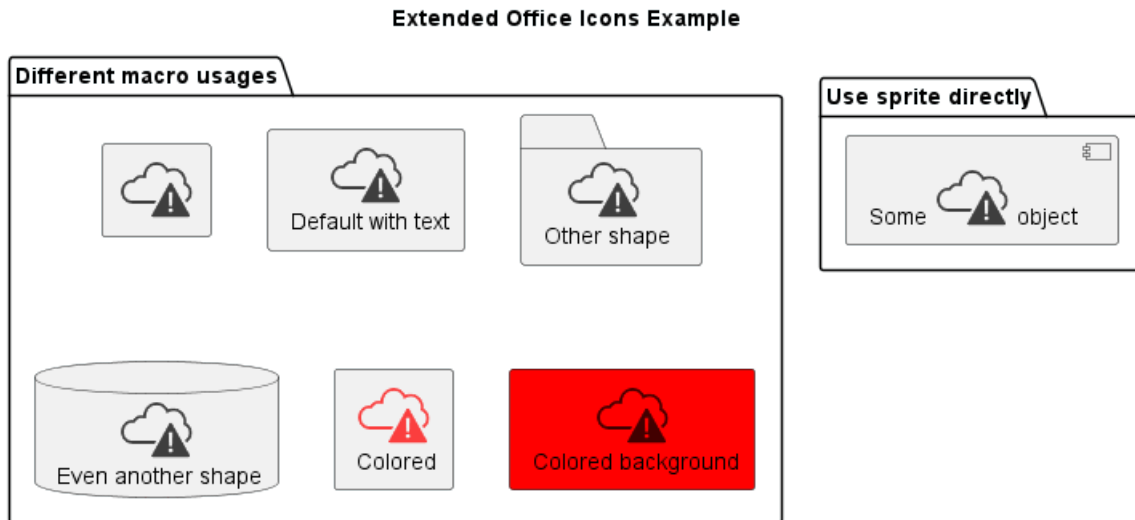 Extended Office Icons Example
Different macro usages
Use sprite directly
Default with text
Other shape
Some object
Even another shape
Colored
Colored background